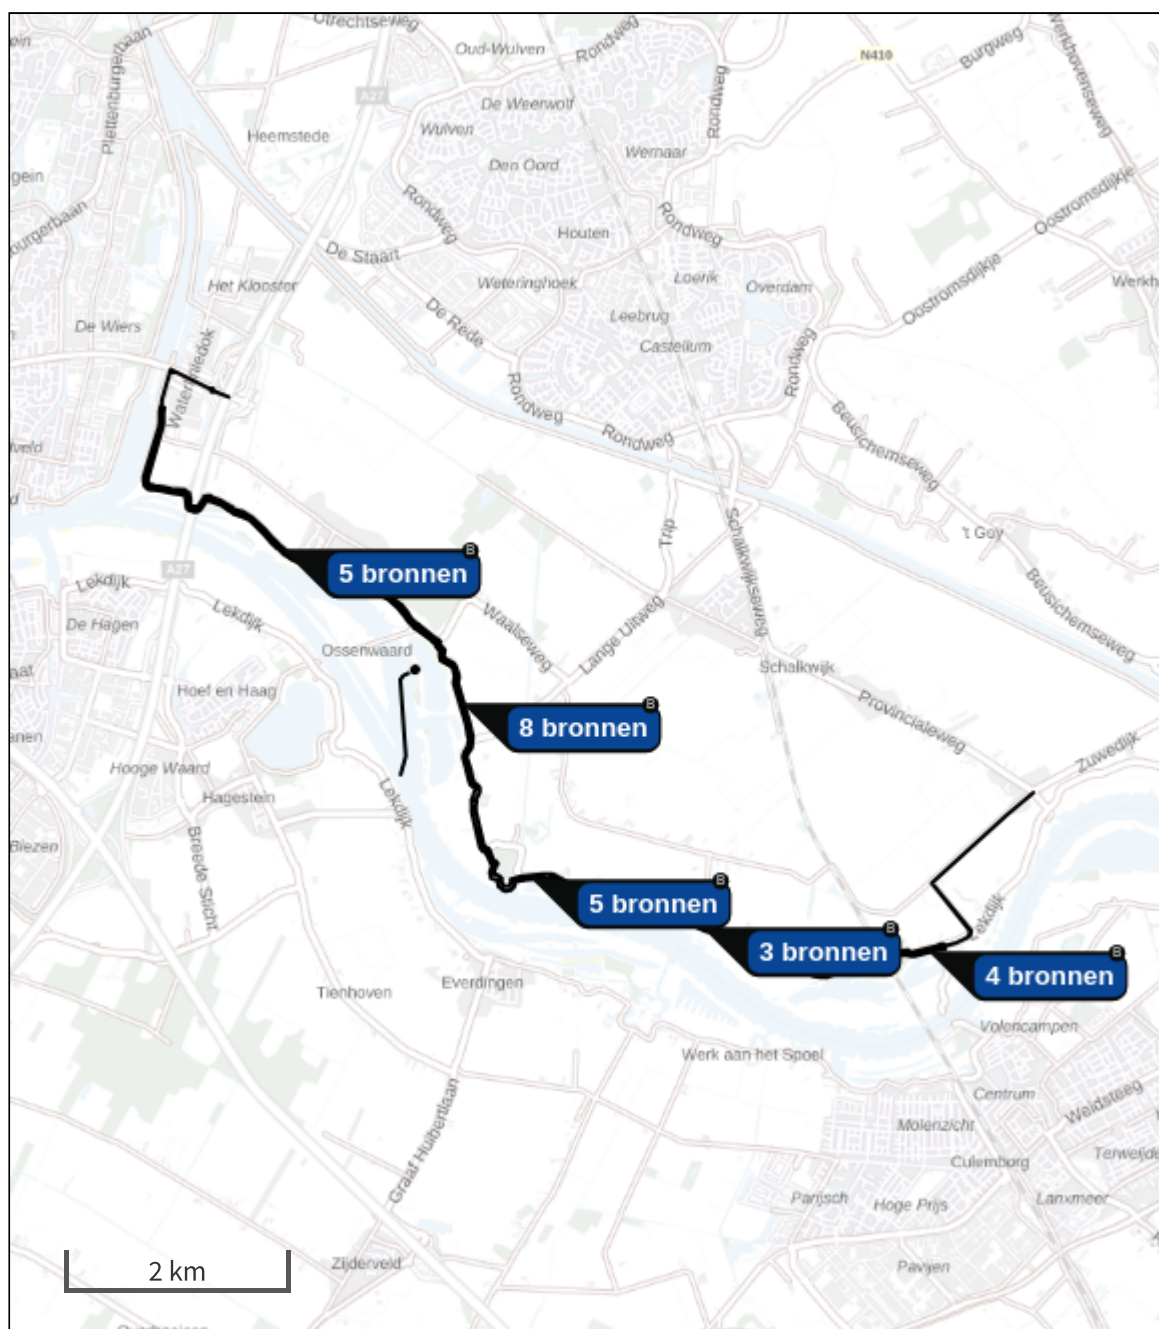 Utrechtseweg
Oud-Wulven
Rondweg
N410
Burgweg
Werkhovenseweg
Plettenburgerbaan
A27
De Weerwolf
Heemstede
Wulven
Rondweg
Wernaar
Den Oord
Oostromsdijkje
Rondweg
Rondweg
Houten
De Staart
Het Klooster
Weteringhoek
Loerik
Overdam
Oostromsdijkje
De Wiers
De Rede
Leebrug
Castellum
Rondweg
Rondweg
Rondweg
Beusichemseweg
Trip
Schalkwijkseweg
't Goy
5 bronnen
B
A27
Lekdijk
Lekdijk
De Hagen
Waalseweg
Lange Uitweg
Beusichemseweg
Ossenwaard
Schalkwijk
Hoef en Haag
Provincialeweg
8 bronnen
B
Zuwedijk
Hooge Waard
Hagestein
Lekdijk
Biezen
Breede Sticht
5 bronnen
B
Lekdijk
3 bronnen
B
4 bronnen
B
Everdingen
Tienhoven
Volencampen
Werk aan het Spoel
Centrum
Weidsteeg
Molenzicht
Graaf Huibertlaan
Culemborg
Parijsch
Hoge Prijs
Lanxmeer
Zijderveld
Pavijen
2 km